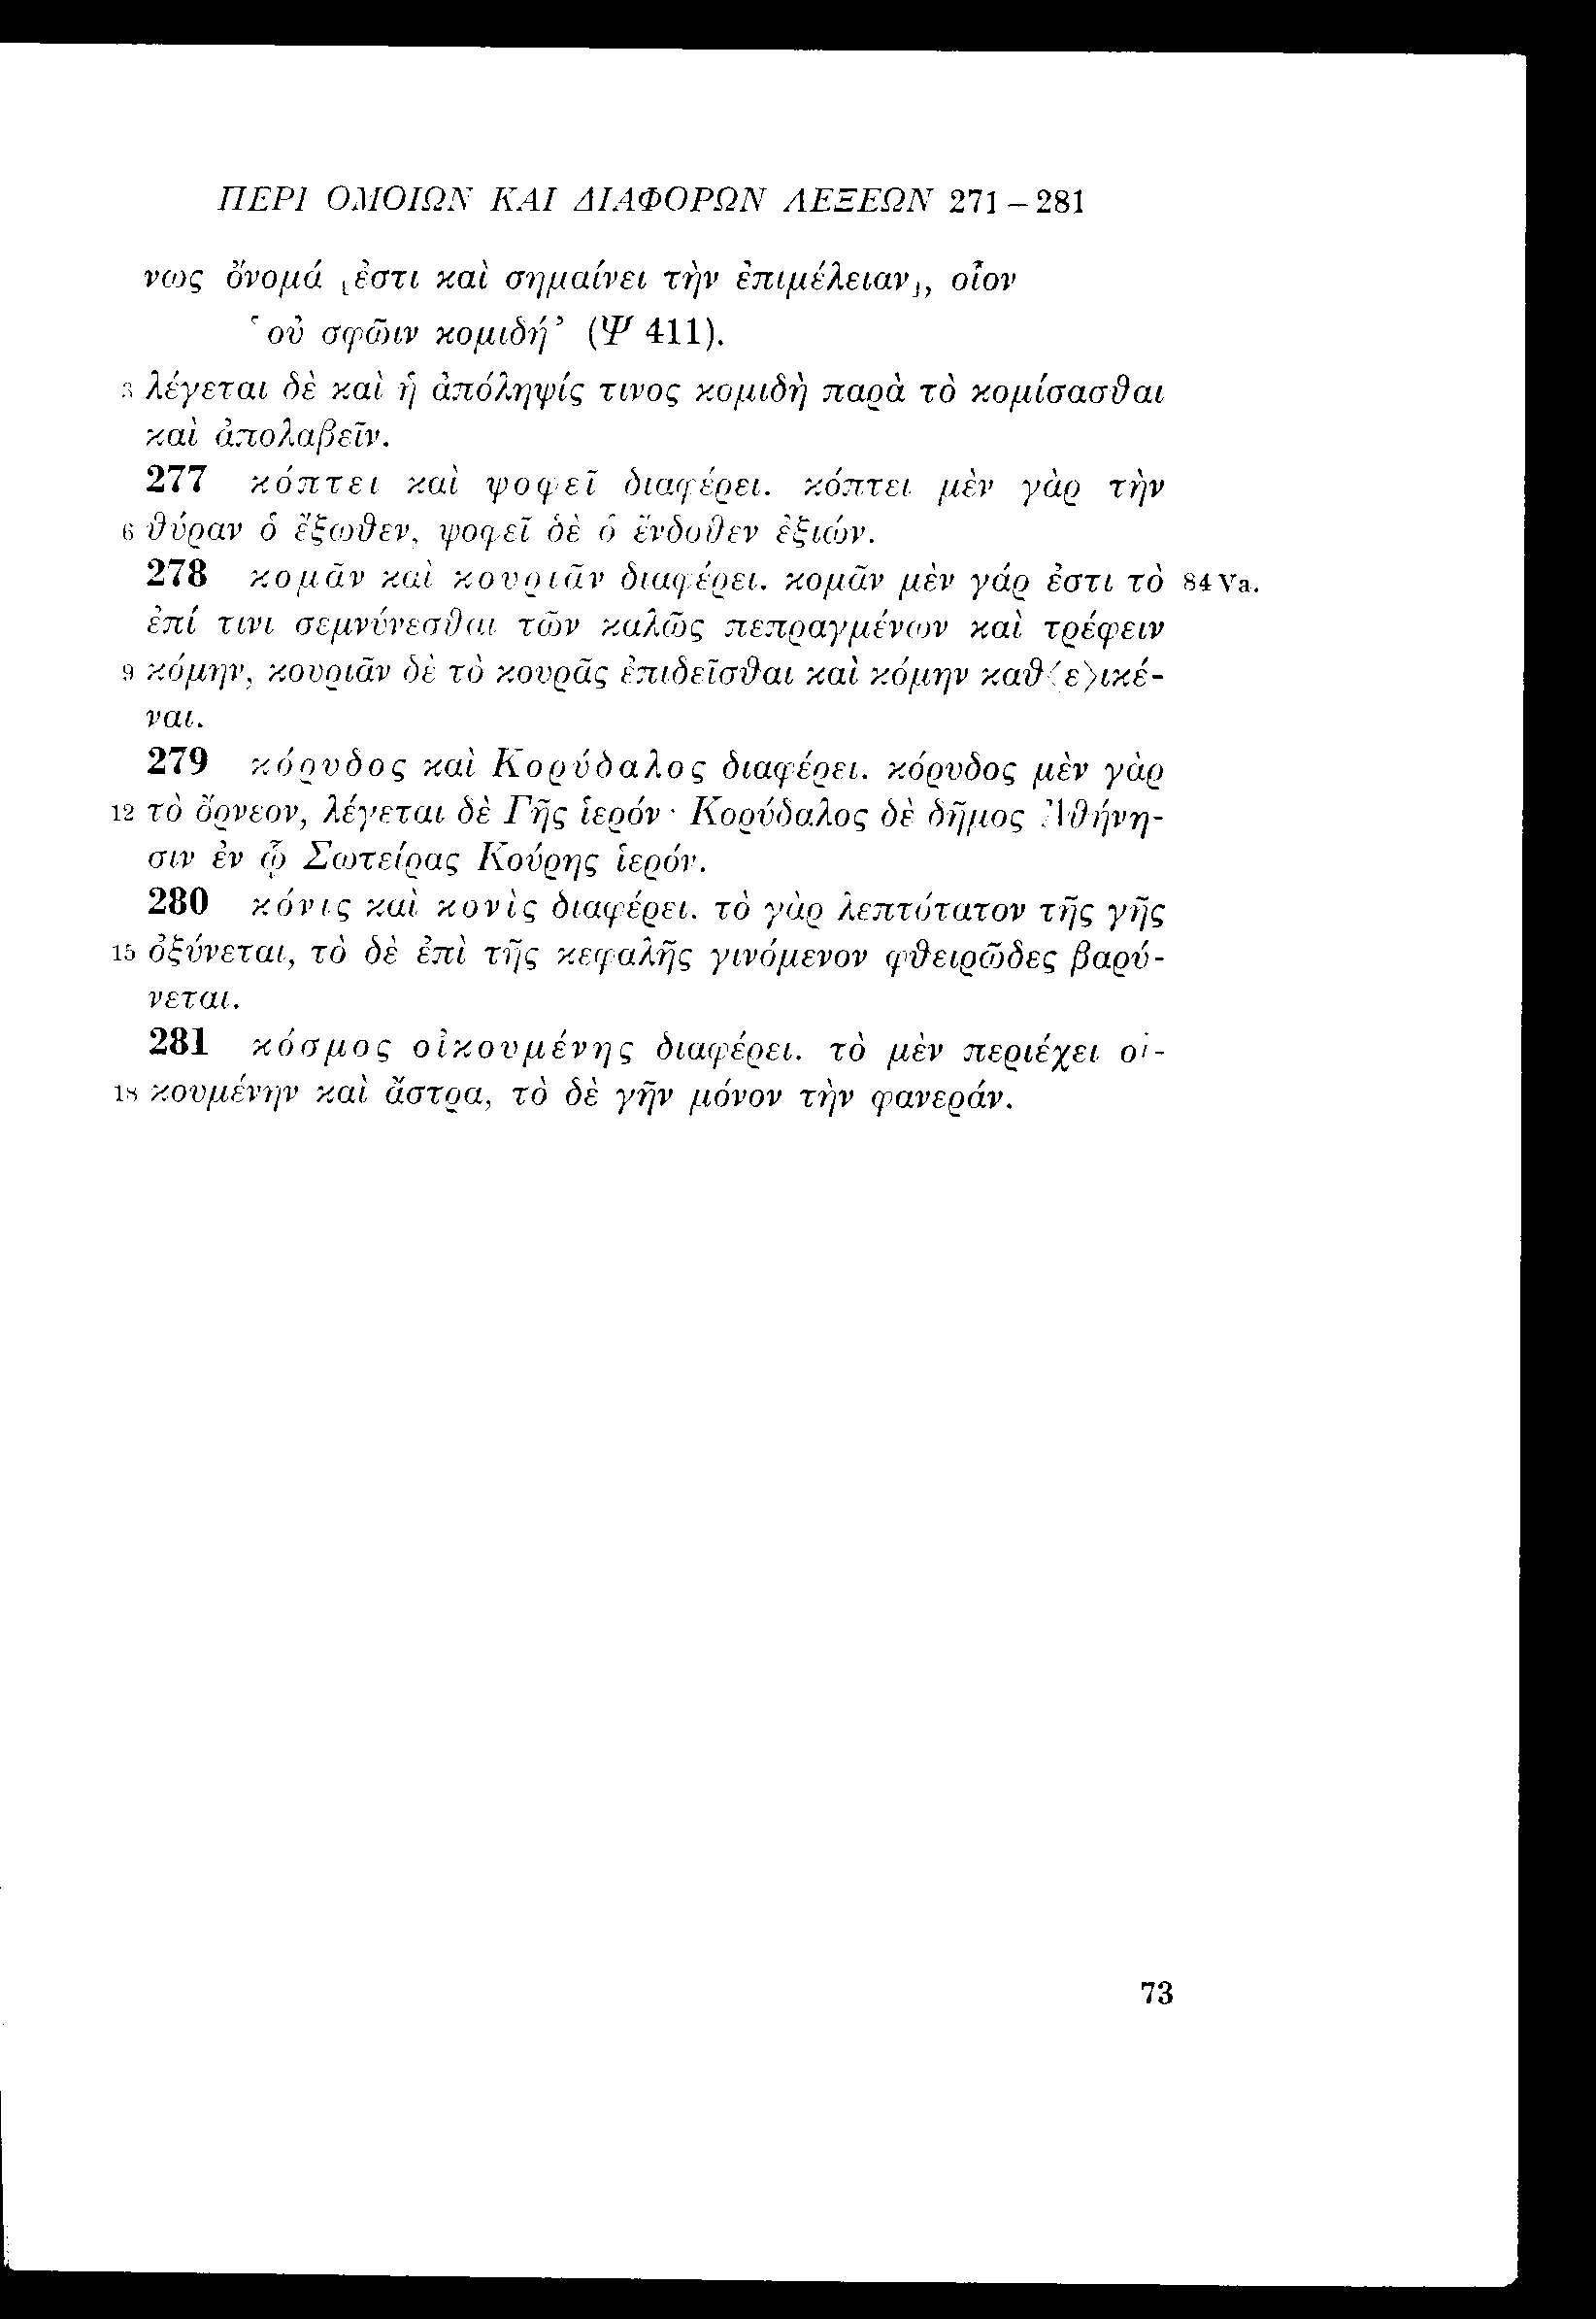 ΠΕΡΙ ΟΜΟΙΩΝ ΚΑΙ ΔΙΑΦΟΡΩΝ ΛΕΞΕΩΝ 271 – 281
νως ὄνομά ⸤ἐστι καὶ σημαίνει τὴν ἐπιμέλειαν⸥, οἷον
‘οὐ σφῶιν κομιδή’ (Ψ 411).
3 λέγεται δὲ καὶ ἡ ἀπόληψίς τινος κομιδὴ παρὰ τὸ κομίσασθαι
καὶ ἀπολαβεῖν.
277 κόπτει καὶ ψοφεῖ διαφέρει. κόπτει μὲν γὰρ τὴν
6 θύραν ὁ ἔξωθεν, ψοφεῖ δὲ ὁ ἔνδοθεν ἐξιών.
278 κομᾶν καὶ κουριᾶν διαφέρει. κομᾶν μὲν γάρ ἐστι τὸ 84 Va.
ἐπί τινι σεμνύνεσθαι τῶν καλῶς πεπραγμένων καὶ τρέφειν
9 κόμην, κουριᾶν δὲ τὸ κουρᾶς ἐπιδεῖσθαι καὶ κόμην καθ⟨ε⟩ικέ-
ναι.
279 κόρυδος καὶ Κορύδαλος διαφέρει. κόρυδος μὲν γὰρ
12 τὸ ὄρνεον, λέγεται δὲ Γῆς ἱερόν· Κορύδαλος δὲ δῆμος Ἀθήνη-
σιν ἐν ᾧ Σωτείρας Κούρης ἱερόν.
280 κόνις καὶ κονὶς διαφέρει. τὸ γὰρ λεπτότατον τῆς γῆς
15 ὀξύνεται, τὸ δὲ ἐπὶ τῆς κεφαλῆς γινόμενον φθειρῶδες βαρύ-
νεται.
281 κόσμος οἰκουμένης διαφέρει. τὸ μὲν περιέχει οἰ-
18 κουμένην καὶ ἄστρα, τὸ δὲ γῆν μόνον τὴν φανεράν.
73